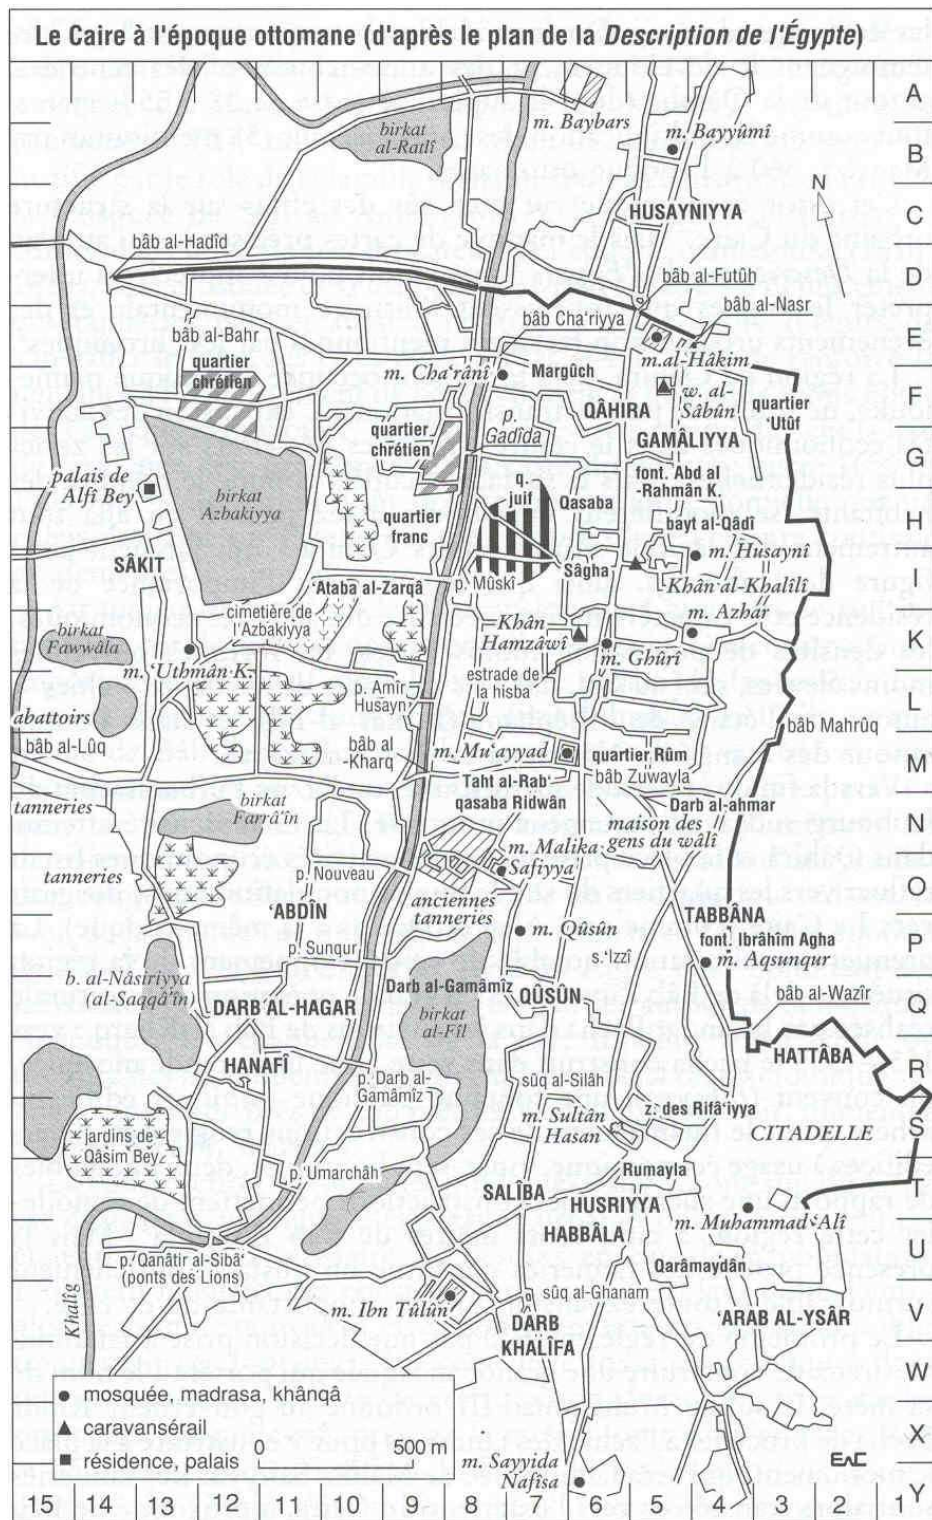 Le Caire à l'époque ottomane (d'après le plan de la Description de l'Égypte)
A
m. Baybars
birkat
al-Ratlî
m. Bayyûmî
B
N
C
HUSAYNIYYA
bâb al-Hadîd
D
bâb al-Futûh
bâb al-Nasr
bâb Cha'riyya
bâb al-Bahr
E
m. al-Hâkim
m. Cha'rânî
Margûch
quartier
chrétien
w. al-
Sâbûn
quartier
'Utûf
F
QÂHIRA
p.
Gadîda
quartier
chrétien
GAMÂLIYYA
G
font. Abd al
-Rahmân K.
q.
juif
Qasaba
palais de
Alfî Bey
birkat
Azbakiyya
quartier
franc
H
bayt al-Qâdî
m. Husaynî
SÂKIT
Sâgha
I
'Ataba al-Zarqâ
p. Mûskî
Khân al-Khalîlî
cimetière de
l'Azbakiyya
m. Azhar
birkat
Fawwâla
Khân
Hamzâwî
K
m. 'Uthmân K.
m. Ghûrî
estrade de
la hisba
p. Amîr
Husayn
L
abattoirs
bâb al-Lûq
bâb Mahrûq
bâb al
-Kharq
m. Mu'ayyad
quartier Rûm
M
Taht al-Rab'
bâb Zuwayla
tanneries
birkat
Farrâ'în
qasaba Ridwân
Darb al-ahmar
N
maison des
gens du wâlî
m. Malika
Safiyya
tanneries
p. Nouveau
O
anciennes
tanneries
'ABDÎN
TABBÂNA
m. Qûsûn
font. Ibrâhîm Agha
P
p. Sunqur
s. 'Izzî
m. Aqsunqur
b. al-Nâsiriyya
(al-Saqqâ'în)
Darb al-Gamâmîz
bâb al-Wazîr
QÛSÛN
Q
DARB AL-HAGAR
birkat
al-Fîl
HATTÂBA
HANAFÎ
R
p. Darb al-
Gamâmîz
sûq al-Silâh
m. Sultân
Hasan
z. des Rifâ'iyya
S
jardins de
Qâsim Bey
CITADELLE
p. Umarchâh
Rumayla
T
SALÎBA
HUSRIYYA
m. Muhammad 'Alî
HABBÂLA
U
p. Qanâtir al-Sibâ'
(ponts des Lions)
Qarâmaydân
Khalîg
m. Ibn Tûlûn
sûq al-Ghanam
V
DARB
KHALÎFA
'ARAB AL-YSÂR
W
mosquée, madrasa, khânqâ
caravansérail
résidence, palais
0 500 m
X
m. Sayyida
Nafîsa
Y
15 14 13 12 11 10 9 8 7 6 5 4 3 2 1